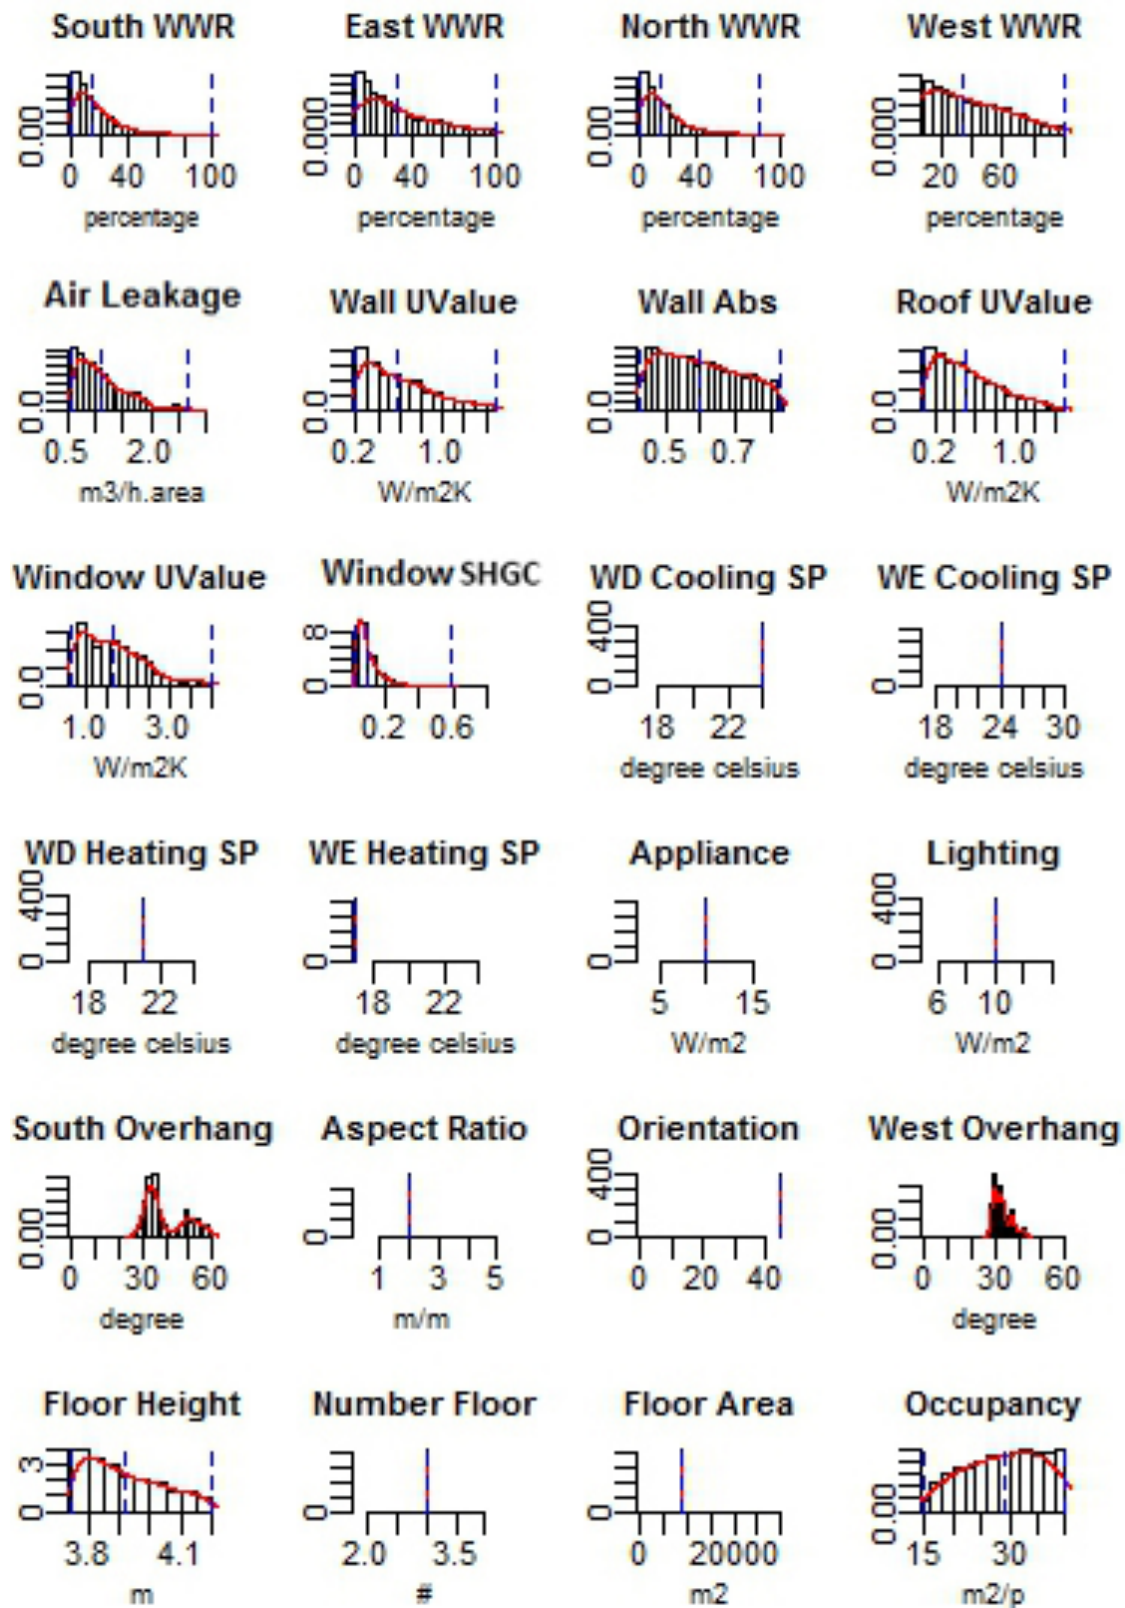 South WWR East WWR North WWR West WWR
0.00 0.000 0.00 0.000
0 40 100 0 40 100 0 40 100 20 60
percentage percentage percentage percentage
Air Leakage Wall UValue Wall Abs Roof UValue
0.0 0.0 0.0 0.0
0.5 2.0 0.2 1.0 0.5 0.7 0.2 1.0
m3/h.area W/m2K W/m2K
Window UValue Window SHGC WD Cooling SP WE Cooling SP
0.0 0 8 0 400 0
1.0 3.0 0.2 0.6 18 22 18 24 30
W/m2K degree celsius degree celsius
WD Heating SP WE Heating SP Appliance Lighting
0 400 0 0 0 400
18 22 18 22 5 15 6 10
degree celsius degree celsius W/m2 W/m2
South Overhang Aspect Ratio Orientation West Overhang
0.00 0 0 400 0.00
0 30 60 1 3 5 0 20 40 0 30 60
degree m/m degree
Floor Height Number Floor Floor Area Occupancy
0 3 0 0 0.00
3.8 4.1 2.0 3.5 0 20000 15 30
m # m2 m2/p